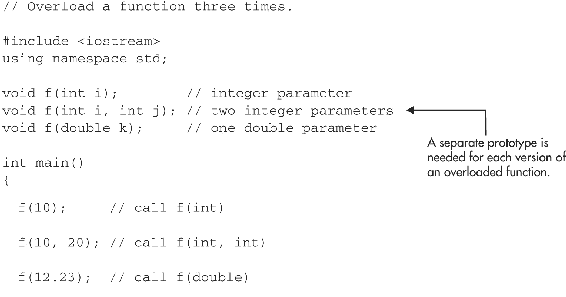 // Overload a function three times.
#include <iostream>
using namespace std;
void f(int i); // integer parameter
void f(int i, int j); // two integer parameters
void f(double k); // one double parameter
A separate prototype is
needed for each version of
an overloaded function.
int main()
{
f(10); // call f(int)
f(10, 20); // call f(int, int)
f(12.23); // call f(double)